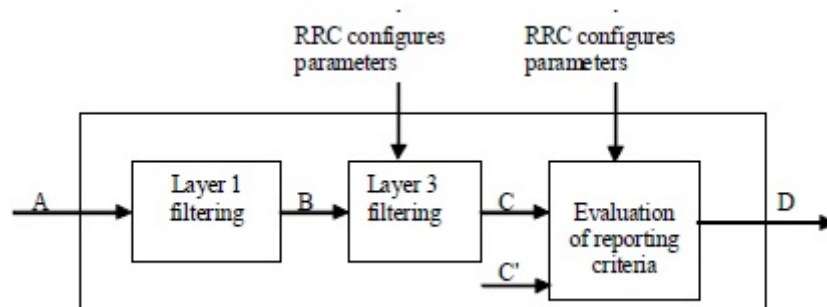 RRC configures
parameters
RRC configures
parameters
A
Layer 1
filtering
B
Layer 3
filtering
C
C'
Evaluation
of reporting
criteria
D